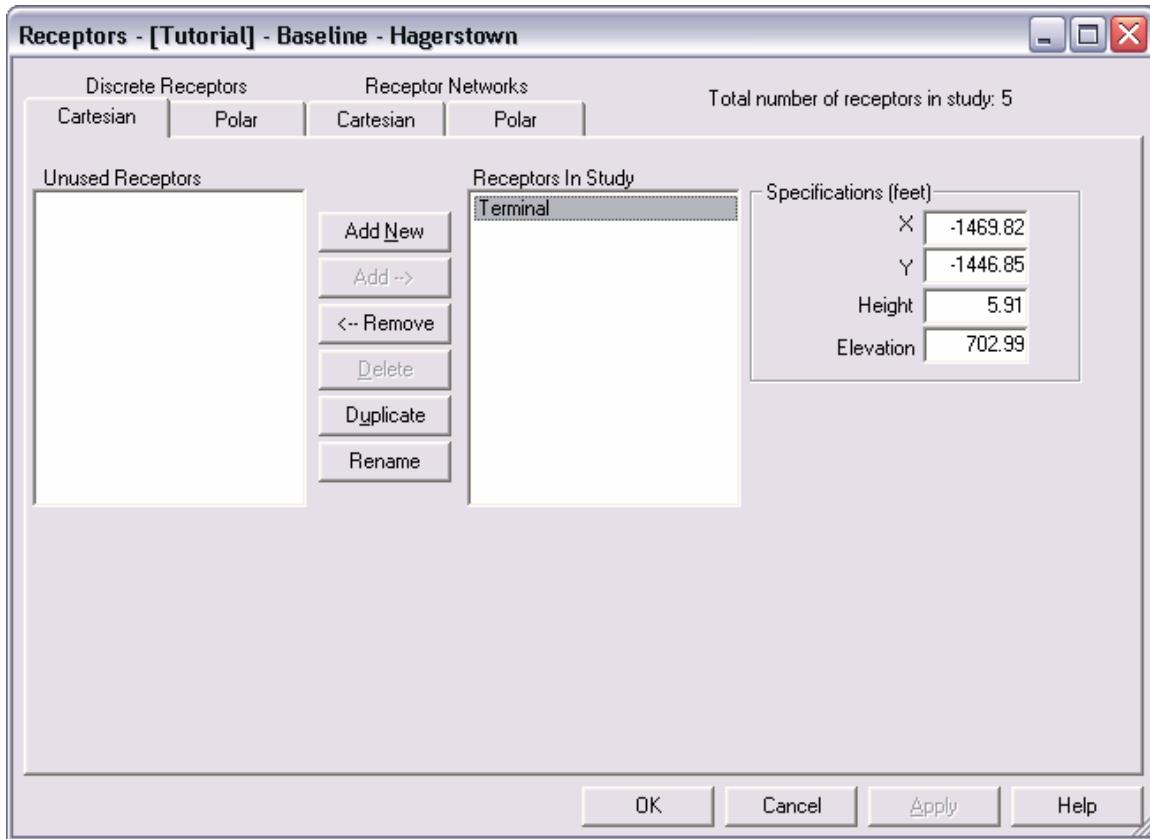 Receptors - [Tutorial] - Baseline - Hagerstown
Discrete Receptors Receptor Networks
Total number of receptors in study: 5
Cartesian Polar Cartesian Polar
Unused Receptors
Add New
Add -->
<-- Remove
Delete
Duplicate
Rename
Receptors In Study
Terminal
Specifications (feet)
X -1469.82
Y -1446.85
Height 5.91
Elevation 702.99
OK Cancel Apply Help